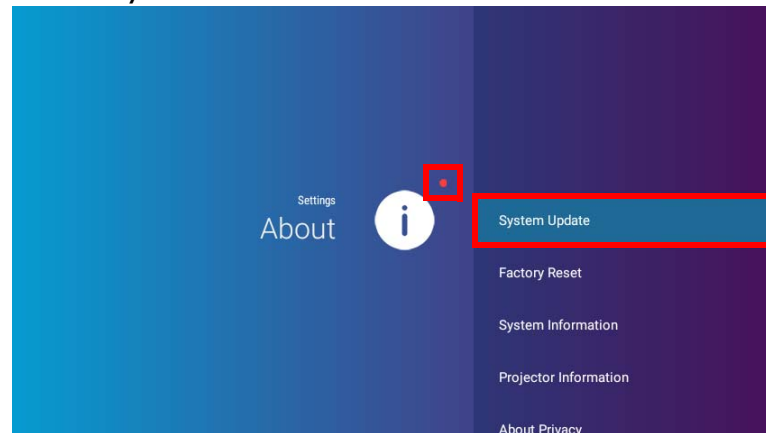 Settings
About
i
System Update
Factory Reset
System Information
Projector Information
About Privacy